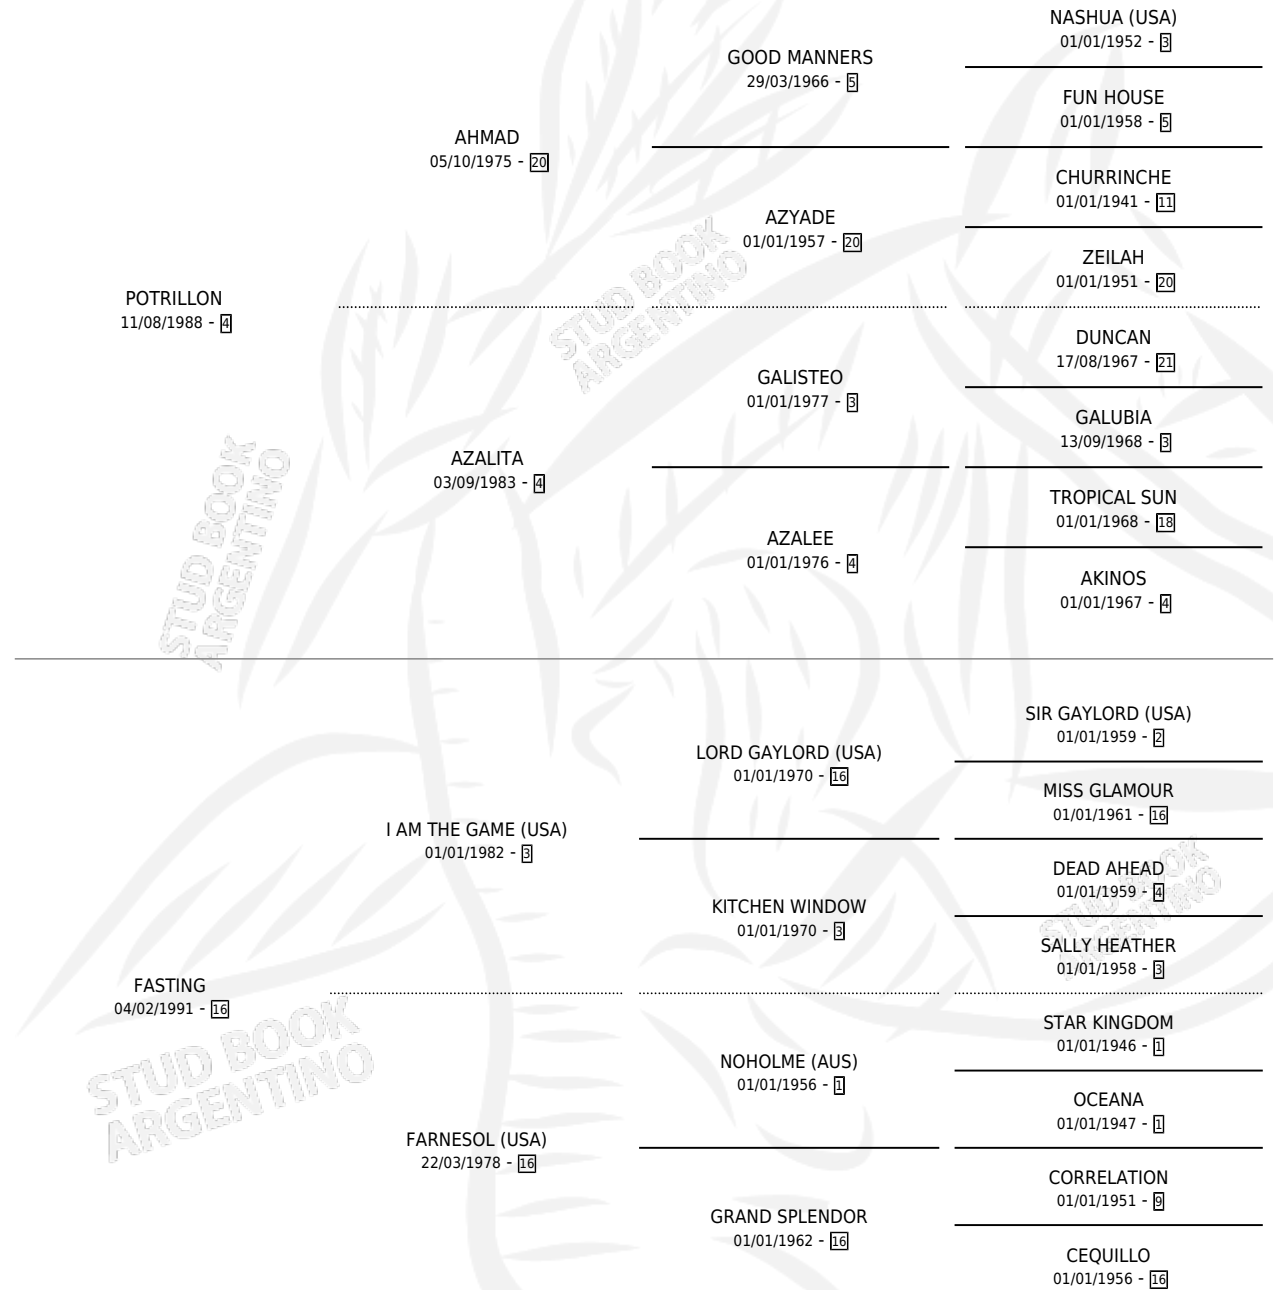 NASHUA (USA)
01/01/1952 - 3
GOOD MANNERS
29/03/1966 - 5
FUN HOUSE
01/01/1958 - 5
AHMAD
05/10/1975 - 20
CHURRINCHE
01/01/1941 - 11
AZYADE
01/01/1957 - 20
ZEILAH
01/01/1951 - 20
POTRILLON
11/08/1988 - 4
DUNCAN
17/08/1967 - 21
GALISTEO
01/01/1977 - 3
GALUBIA
13/09/1968 - 3
AZALITA
03/09/1983 - 4
TROPICAL SUN
01/01/1968 - 18
AZALEE
01/01/1976 - 4
AKINOS
01/01/1967 - 4
STUD BOOK
ARGENTINO
STUD BOOK
ARGENTINO
SIR GAYLORD (USA)
01/01/1959 - 2
LORD GAYLORD (USA)
01/01/1970 - 16
MISS GLAMOUR
01/01/1961 - 16
I AM THE GAME (USA)
01/01/1982 - 3
DEAD AHEAD
01/01/1959 - 4
KITCHEN WINDOW
01/01/1970 - 3
SALLY HEATHER
01/01/1958 - 3
FASTING
04/02/1991 - 16
STAR KINGDOM
01/01/1946 - 1
NOHOLME (AUS)
01/01/1956 - 1
OCEANA
01/01/1947 - 1
FARNESOL (USA)
22/03/1978 - 16
CORRELATION
01/01/1951 - 9
GRAND SPLENDOR
01/01/1962 - 16
CEQUILLO
01/01/1956 - 16
STUD BOOK
ARGENTINO
STUD BOOK
ARGENTINO